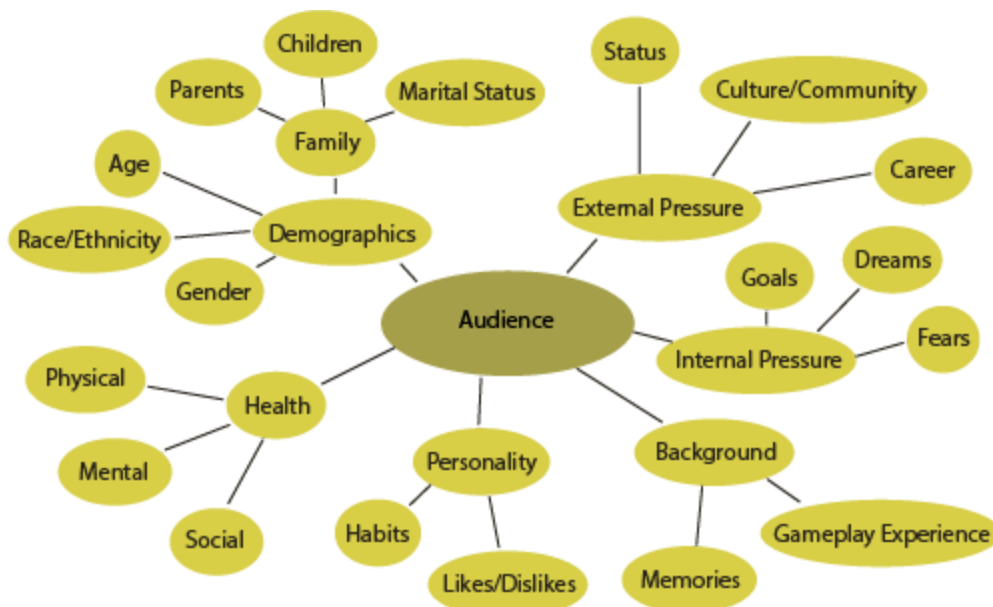 Children
Status
Parents
Marital Status
Culture/Community
Family
Age
Career
External Pressure
Race/Ethnicity
Demographics
Gender
Goals
Dreams
Audience
Fears
Internal Pressure
Physical
Health
Mental
Personality
Background
Social
Habits
Gameplay Experience
Likes/Dislikes
Memories